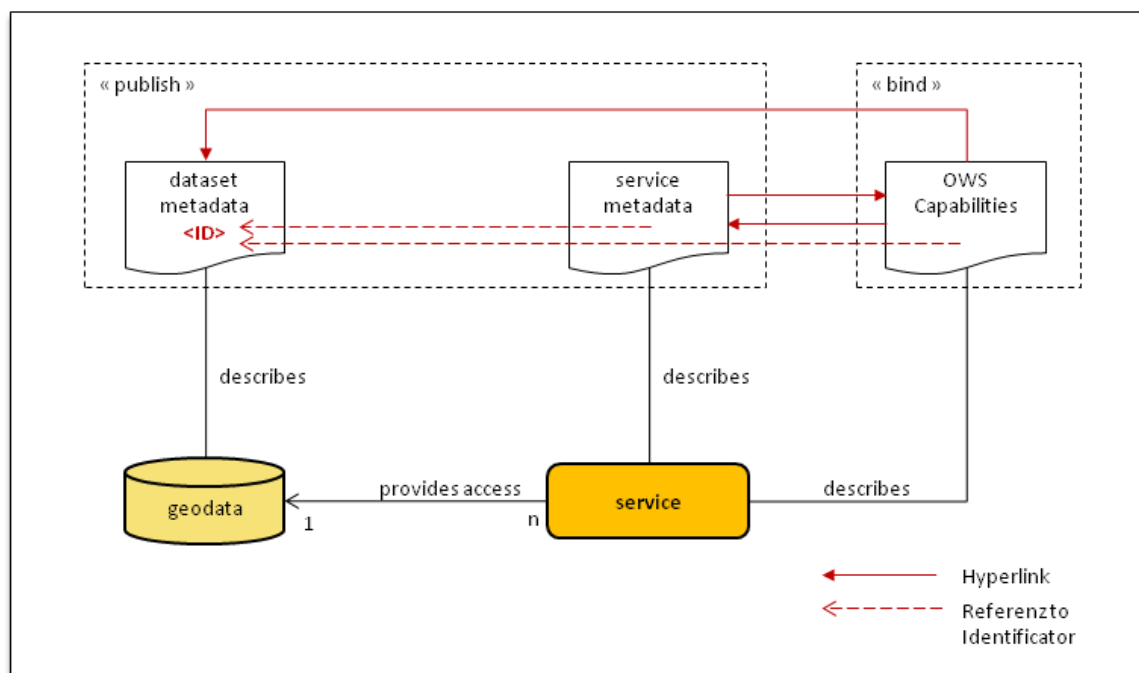 « publish »
« bind »
dataset
metadata
<ID>
service
metadata
OWS
Capabilities
describes
describes
geodata
provides access
1
n
service
describes
Hyperlink
Referenzto
Identificator